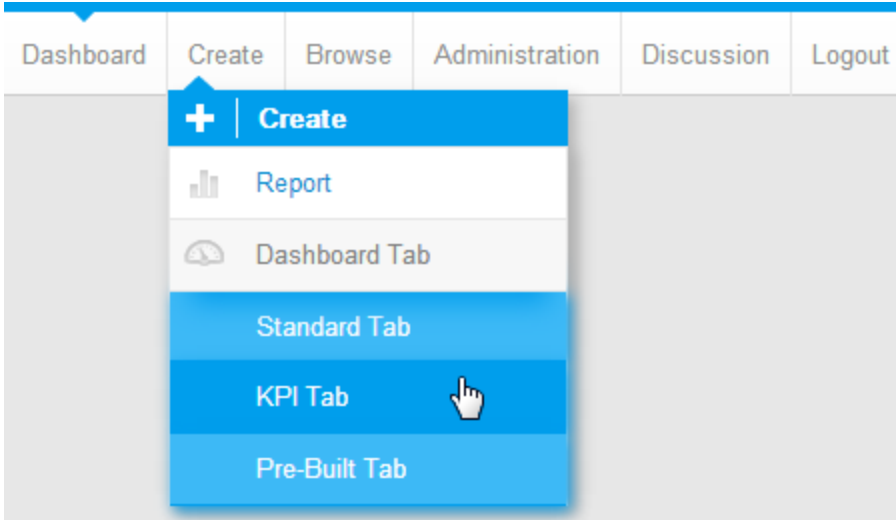 Dashboard Create Browse Administration Discussion Logout
Create
Report
Dashboard Tab
Standard Tab
KPI Tab
Pre-Built Tab